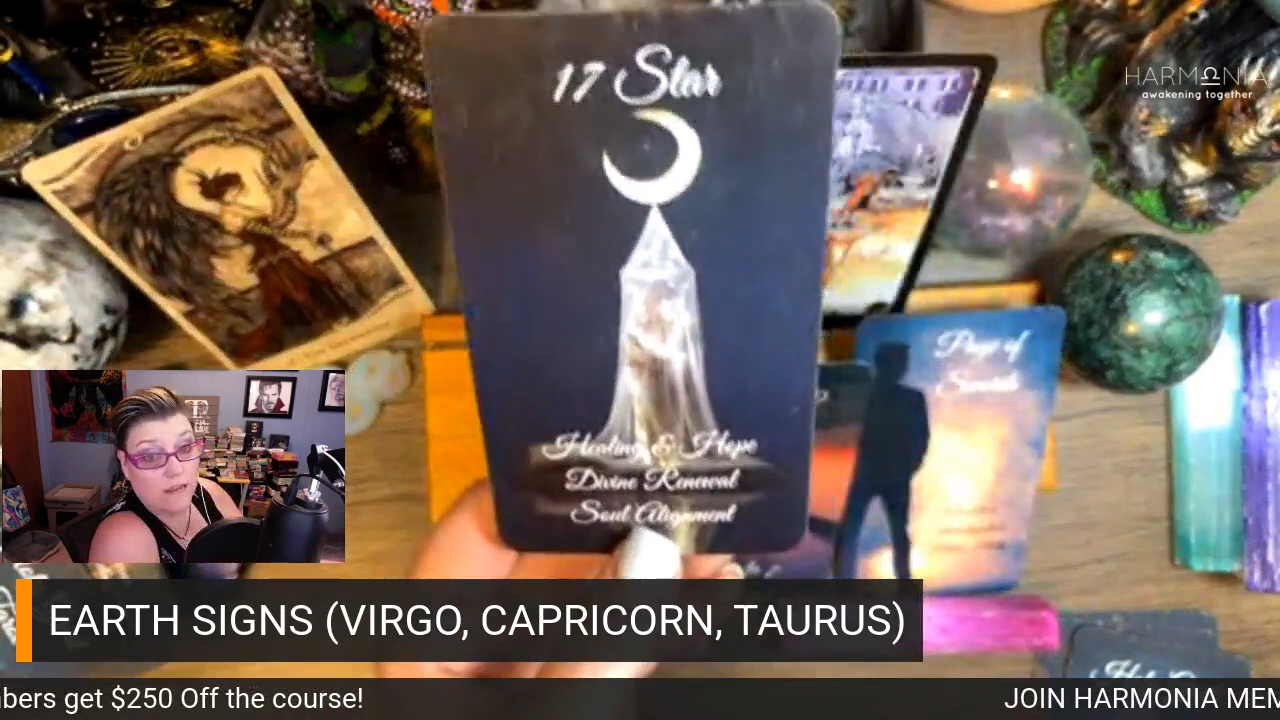 17 Star
HARMONIA
awakening together
Page of
Swords
Healing & Hope
Divine Renewal
Soul Alignment
EARTH SIGNS (VIRGO, CAPRICORN, TAURUS)
bers get $250 Off the course!
JOIN HARMONIA MEM